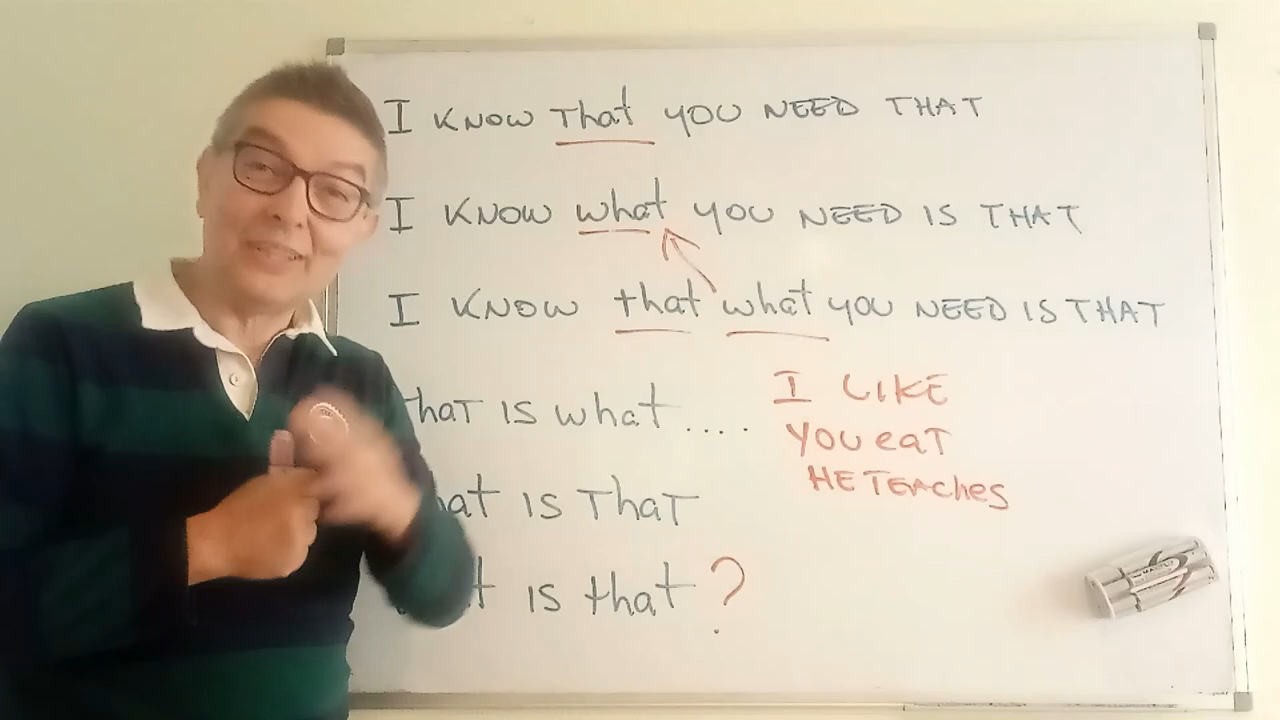 I KNOW That YOU NEED THAT
I KNOW what YOU NEED IS THAT
I KNOW that what YOU NEED IS THAT
IS what ....
I LIKE
YOU eaT
HE TEAcheS
IS ThaT
IS that ?